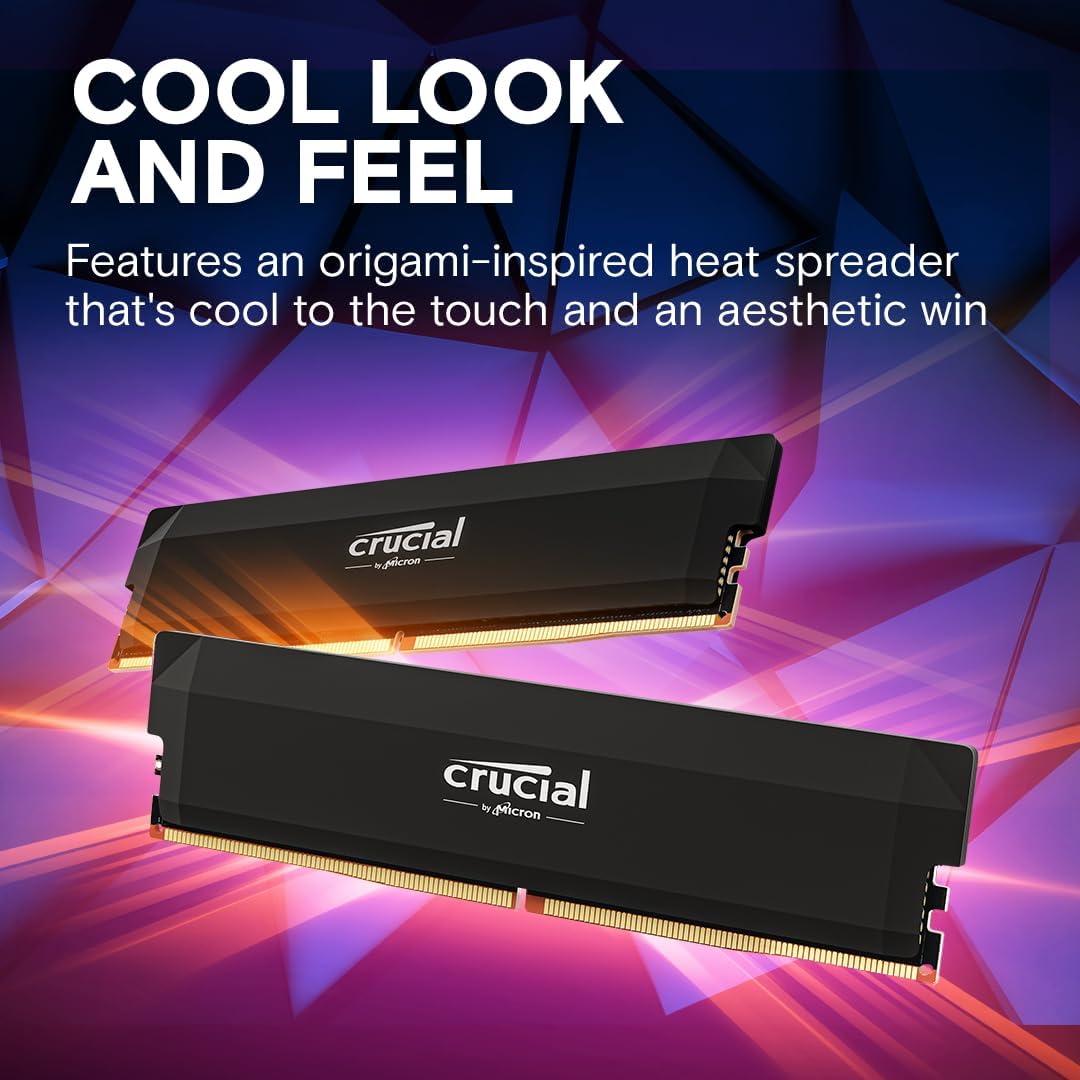 COOL LOOK
AND FEEL
Features an origami-inspired heat spreader
that's cool to the touch and an aesthetic win
crucial
by Micron
crucial
by Micron